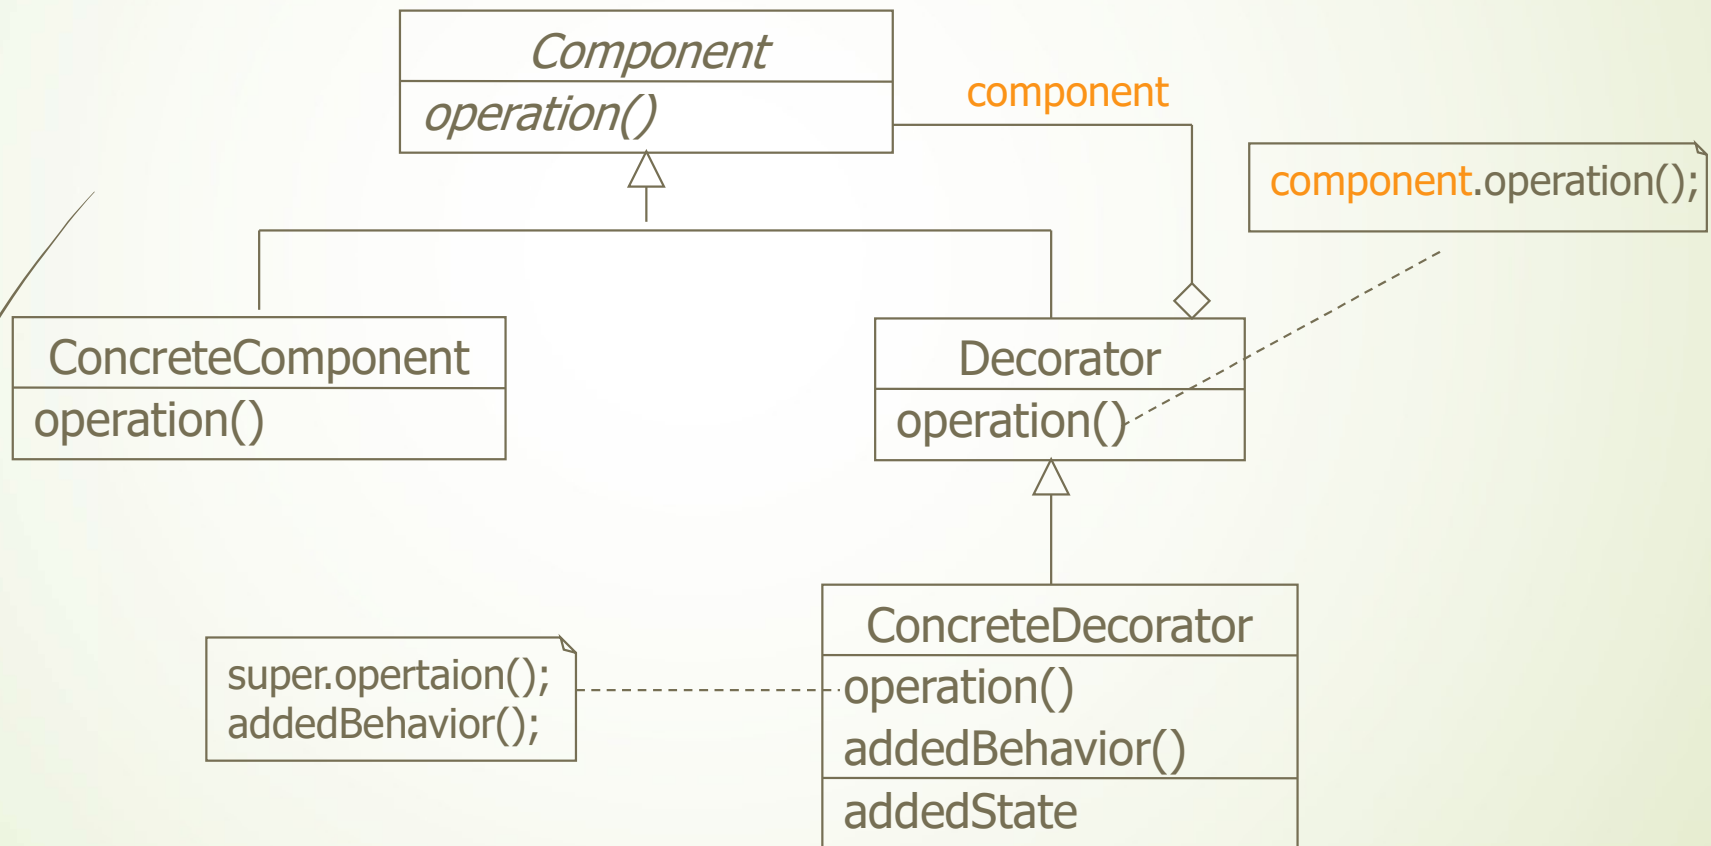 Component
operation()
component
component.operation();
ConcreteComponent
operation()
Decorator
operation()
super.opertaion();
addedBehavior();
ConcreteDecorator
operation()
addedBehavior()
addedState